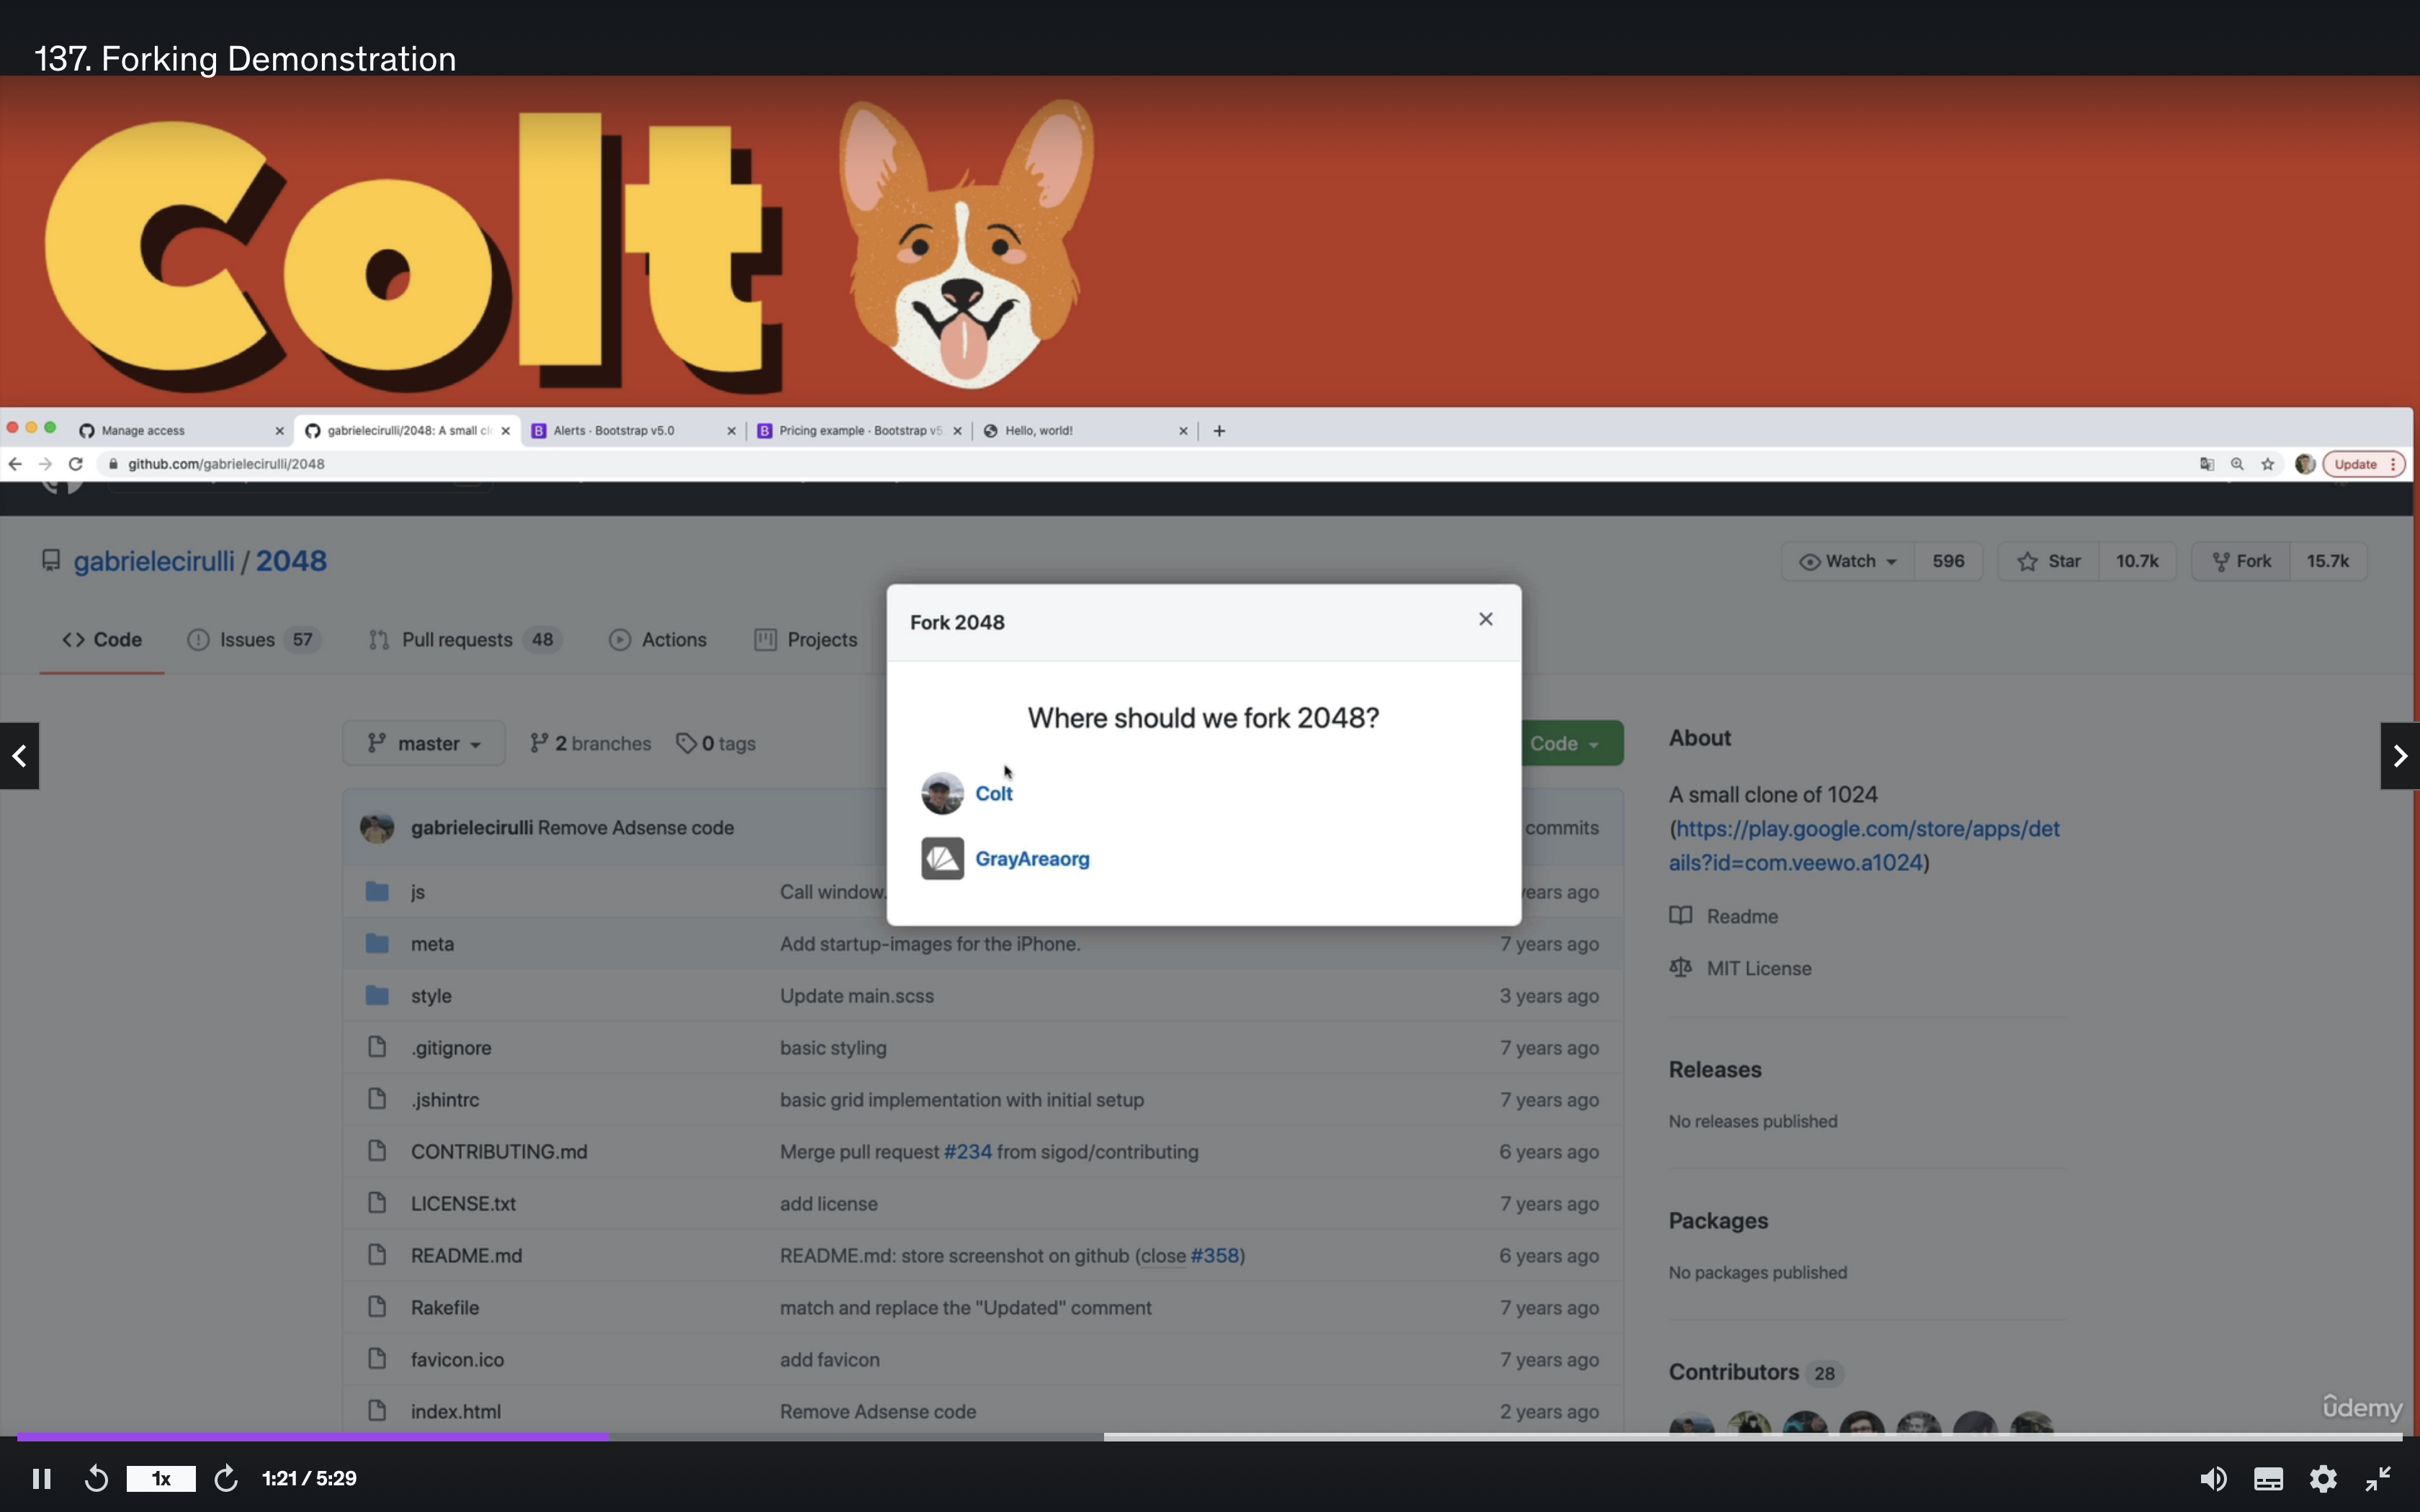 137. Forking Demonstration
Colt
Manage access
gabrielecirulli/2048: A small cl
Alerts · Bootstrap v5.0
Pricing example · Bootstrap v5
Hello, world!
github.com/gabrielecirulli/2048
Update
gabrielecirulli / 2048
Watch 596
Star 10.7k
Fork 15.7k
Code
Issues 57
Pull requests 48
Actions
Projects
Fork 2048
Where should we fork 2048?
Colt
GrayAreaorg
master
2 branches
0 tags
Code
gabrielecirulli Remove Adsense code
commits
js Call window. years ago
meta Add startup-images for the iPhone. 7 years ago
style Update main.scss 3 years ago
.gitignore basic styling 7 years ago
.jshintrc basic grid implementation with initial setup 7 years ago
CONTRIBUTING.md Merge pull request #234 from sigod/contributing 6 years ago
LICENSE.txt add license 7 years ago
README.md README.md: store screenshot on github (close #358) 6 years ago
Rakefile match and replace the "Updated" comment 7 years ago
favicon.ico add favicon 7 years ago
index.html Remove Adsense code 2 years ago
About
A small clone of 1024
(https://play.google.com/store/apps/det
ails?id=com.veewo.a1024)
Readme
MIT License
Releases
No releases published
Packages
No packages published
Contributors 28
ûdemy
1x
1:21 / 5:29